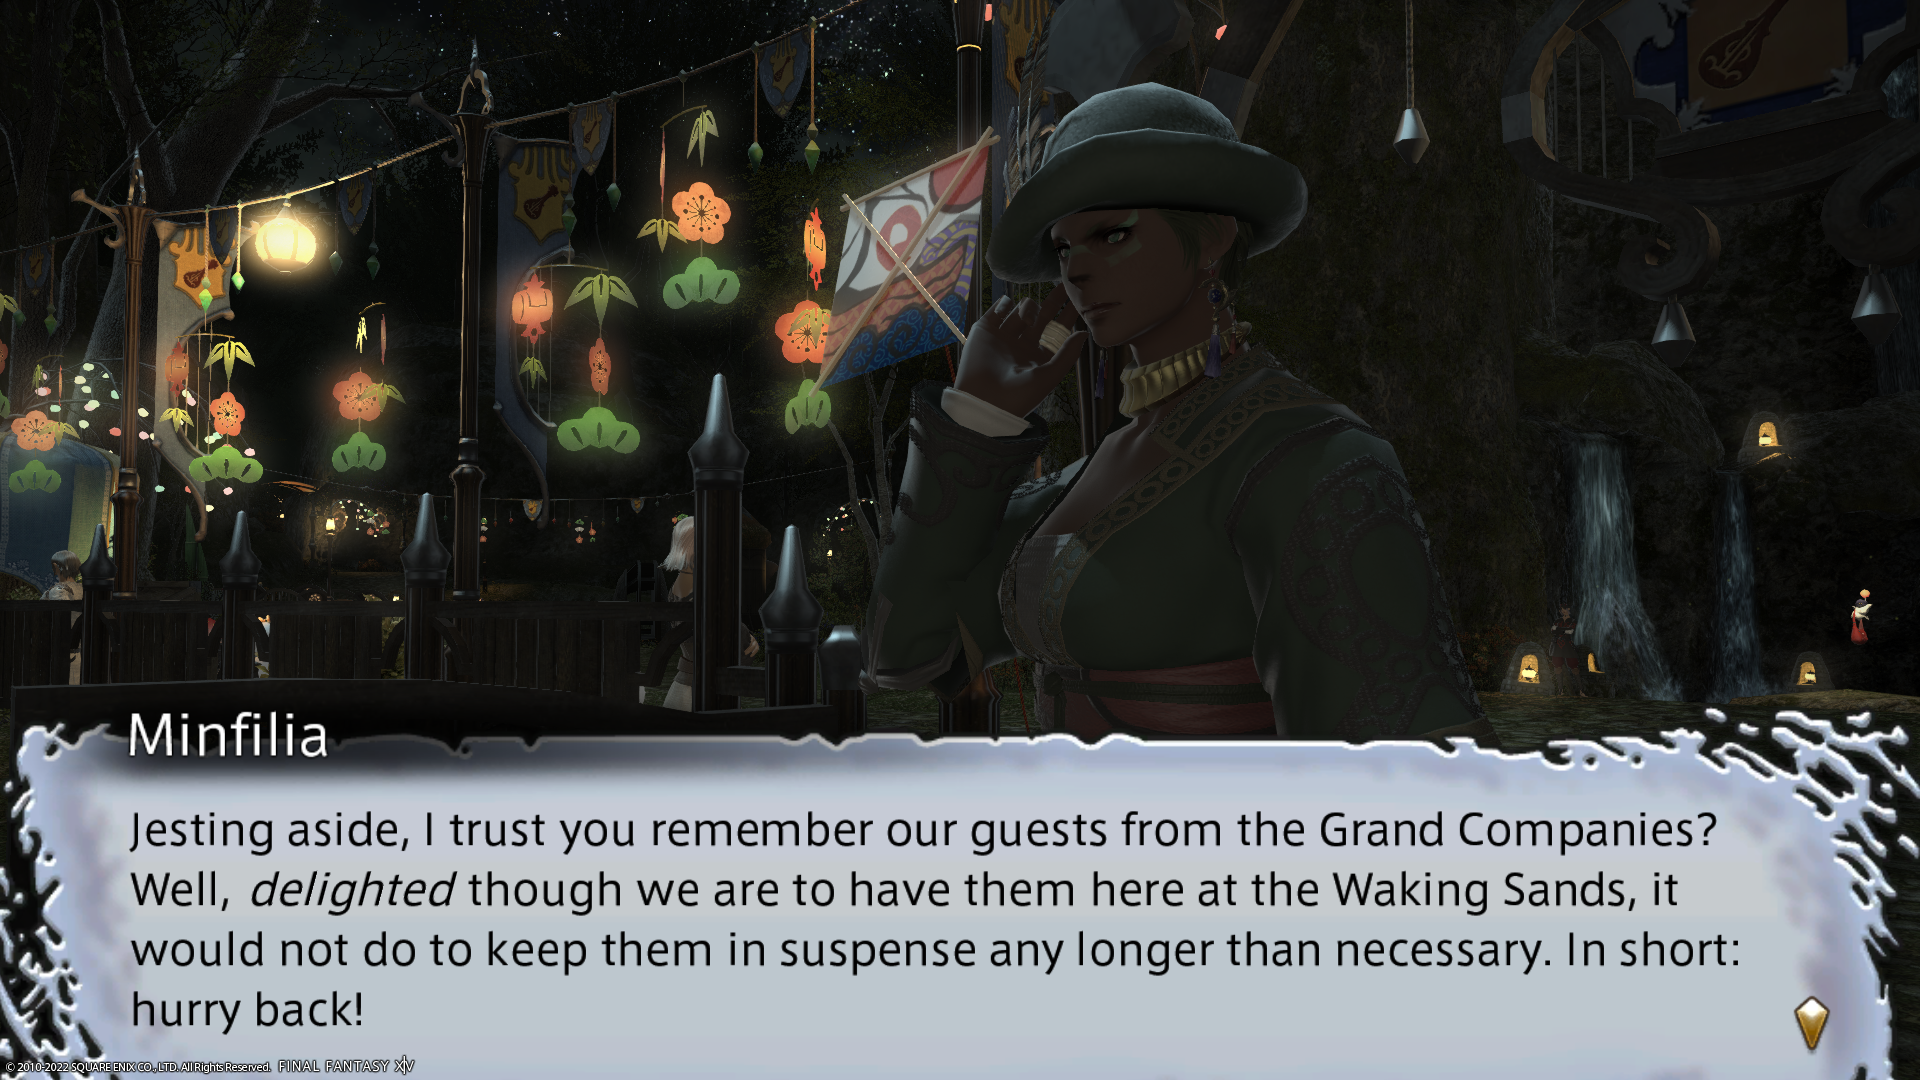 Minfilia
Jesting aside, I trust you remember our guests from the Grand Companies?
Well, delighted though we are to have them here at the Waking Sands, it
would not do to keep them in suspense any longer than necessary. In short:
hurry back!
© 2010-2022 SQUARE ENIX CO., LTD. All Rights Reserved. FINAL FANTASY XIV